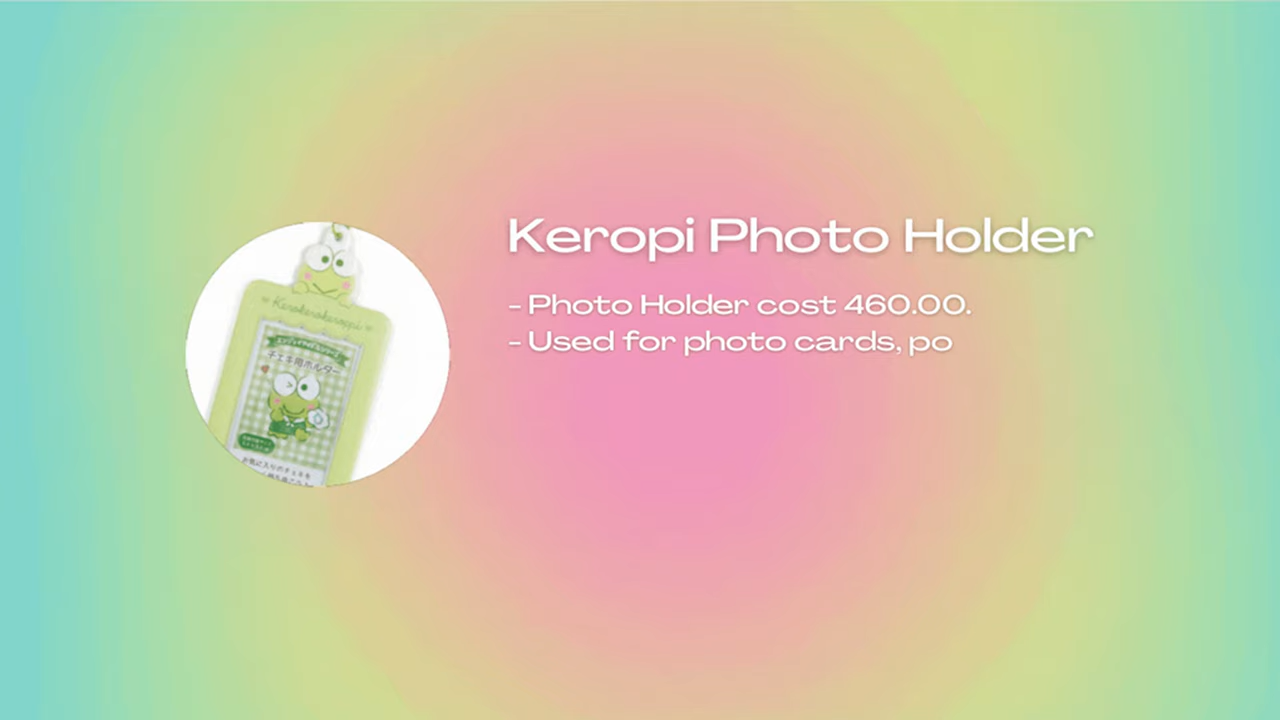 Keropi Photo Holder
- Photo Holder cost 460.00.
- Used for photo cards, po
Kerokerokeroppi
チェキ用ホルダー